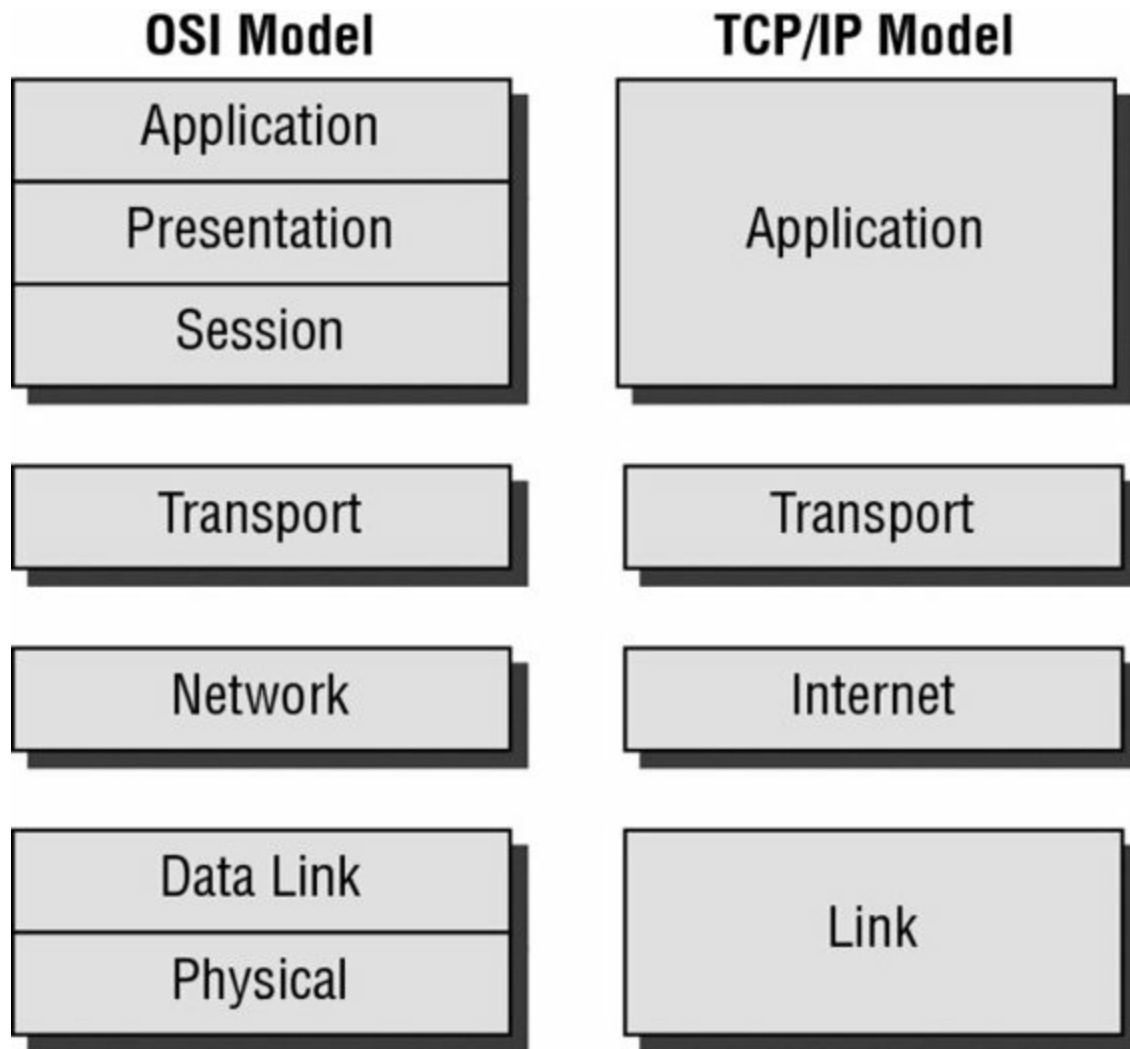 OSI Model
TCP/IP Model
Application
Presentation
Session
Application
Transport
Transport
Network
Internet
Data Link
Physical
Link